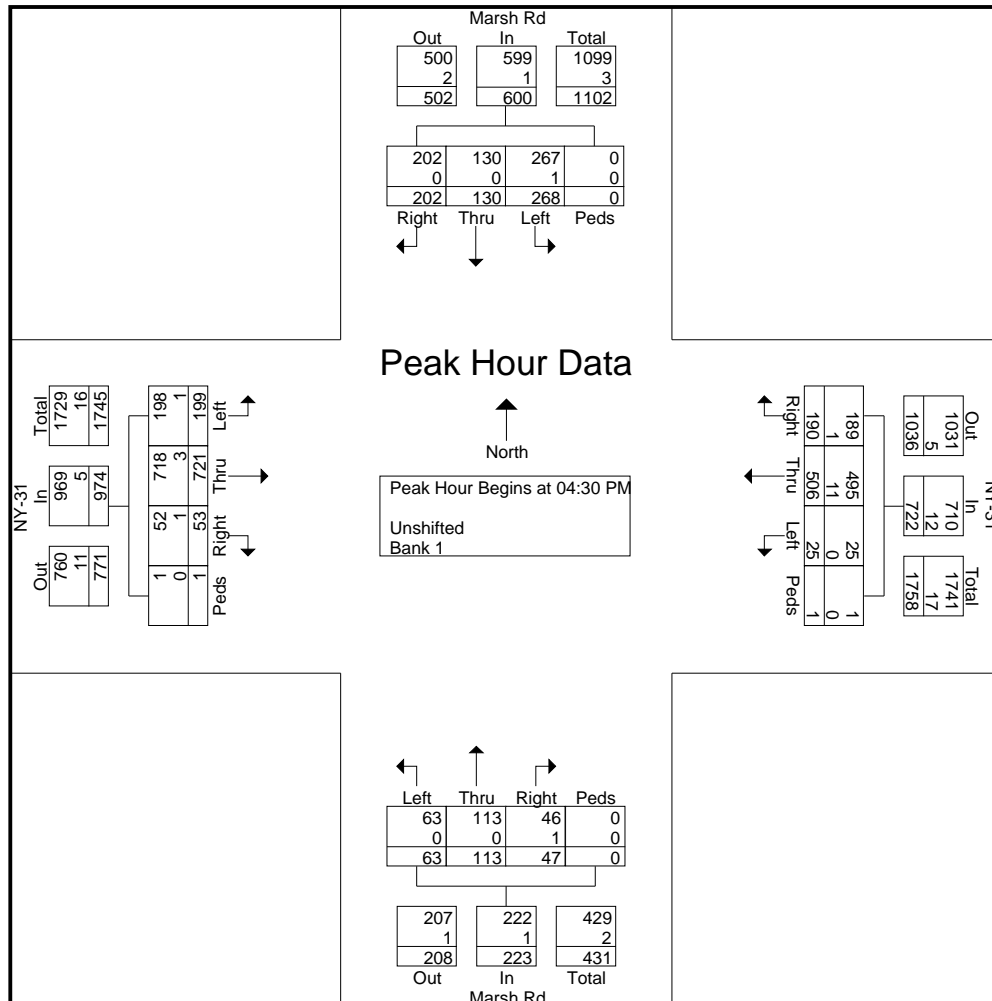 Marsh Rd
Out In Total
500 599 1099
2 1 3
502 600 1102
202 130 267 0
0 0 1 0
202 130 268 0
Right Thru Left Peds
Peak Hour Data
North
Peak Hour Begins at 04:30 PM
Unshifted
Bank 1
NY-31
Total In Out
1729 969 760
16 5 11
1745 974 771
198 718 52 1
1 3 1 0
199 721 53 1
Left Thru Right Peds
Out In Total
1031 710 1741
5 12 17
1036 722 1758
189 495 25 1
1 11 0 0
190 506 25 1
Right Thru Left Peds
Left Thru Right Peds
63 113 46 0
0 0 1 0
63 113 47 0
207 222 429
1 1 2
208 223 431
Out In Total
Marsh Rd